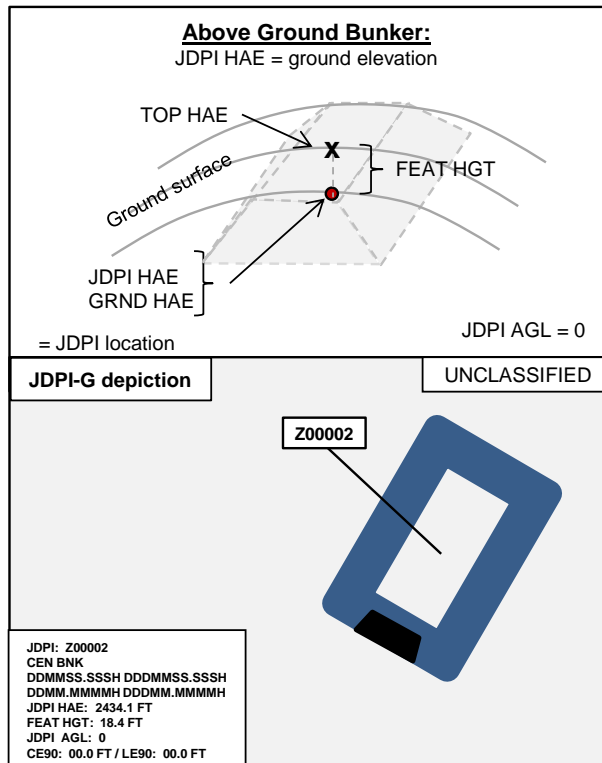 Above Ground Bunker:
JDPI HAE = ground elevation
TOP HAE
FEAT HGT
Ground surface
JDPI HAE
GRND HAE
JDPI AGL = 0
= JDPI location
JDPI-G depiction
UNCLASSIFIED
Z00002
JDPI: Z00002
CEN BNK
DDMMSS.SSSH DDDMMSS.SSSH
DDMM.MMMMH DDDMM.MMMMH
JDPI HAE: 2434.1 FT
FEAT HGT: 18.4 FT
JDPI AGL: 0
CE90: 00.0 FT / LE90: 00.0 FT